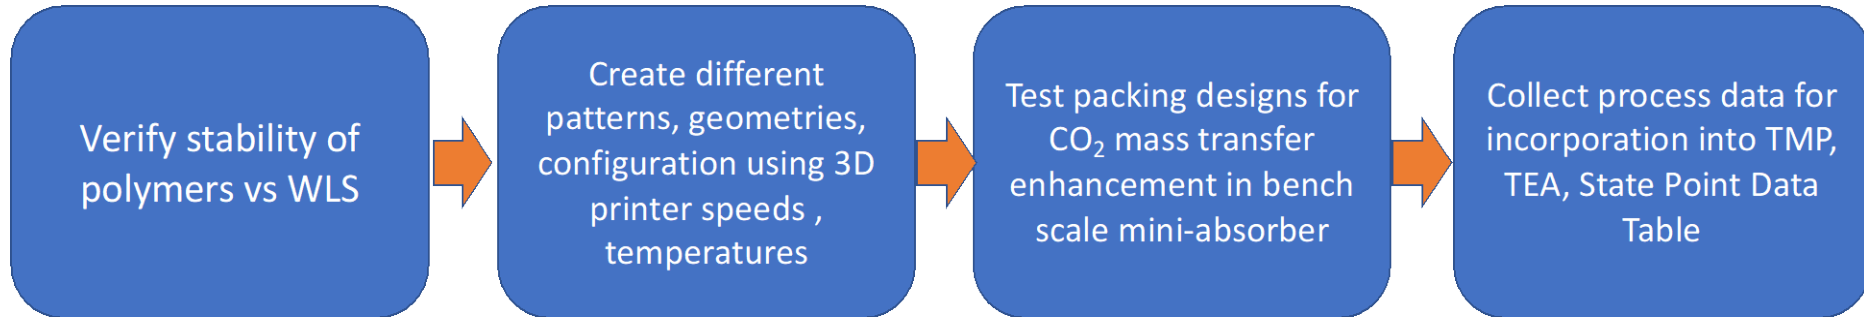 Verify stability of
polymers vs WLS
Create different
patterns, geometries,
configuration using 3D
printer speeds ,
temperatures
Test packing designs for
CO₂ mass transfer
enhancement in bench
scale mini-absorber
Collect process data for
incorporation into TMP,
TEA, State Point Data
Table